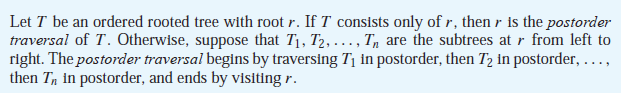 Let T be an ordered rooted tree with root r. If T consists only of r, then r is the postorder
traversal of T. Otherwise, suppose that T₁, T₂, . . . , Tₙ are the subtrees at r from left to
right. The postorder traversal begins by traversing T₁ in postorder, then T₂ in postorder, . . . ,
then Tₙ in postorder, and ends by visiting r.